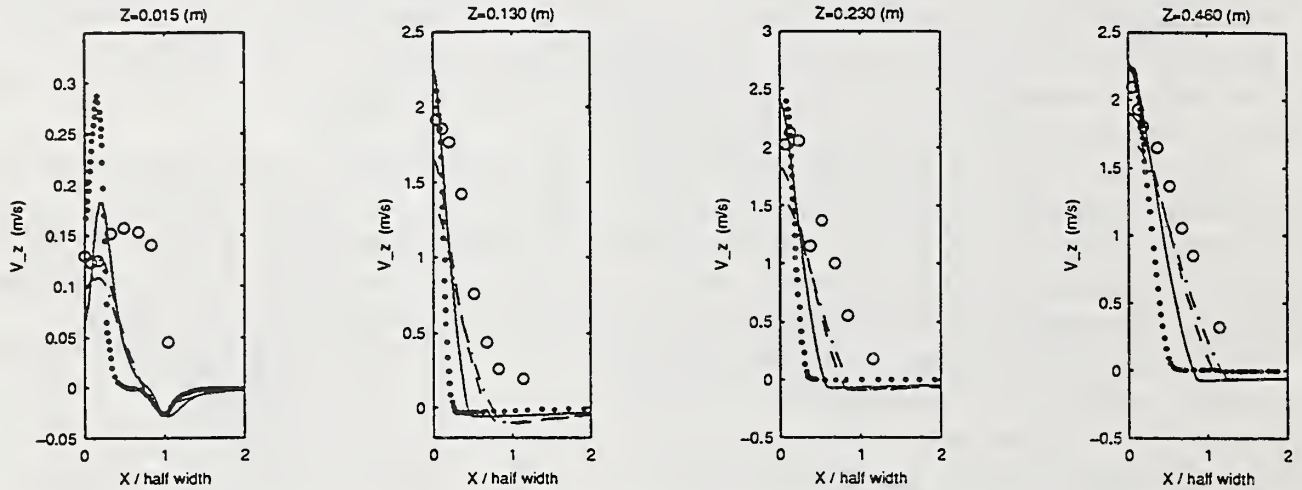 Z=0.015 (m)
0.3
0.25
0.2
0.15
0.1
0.05
0
−0.05
V_z (m/s)
0 1 2
X / half width
Z=0.130 (m)
2.5
2
1.5
1
0.5
0
V_z (m/s)
0 1 2
X / half width
Z=0.230 (m)
3
2.5
2
1.5
1
0.5
0
−0.5
V_z (m/s)
0 1 2
X / half width
Z=0.460 (m)
2.5
2
1.5
1
0.5
0
−0.5
V_z (m/s)
0 1 2
X / half width